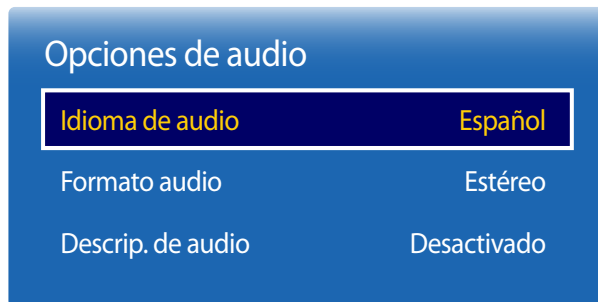 Opciones de audio
Idioma de audio Español
Formato audio Estéreo
Descrip. de audio Desactivado